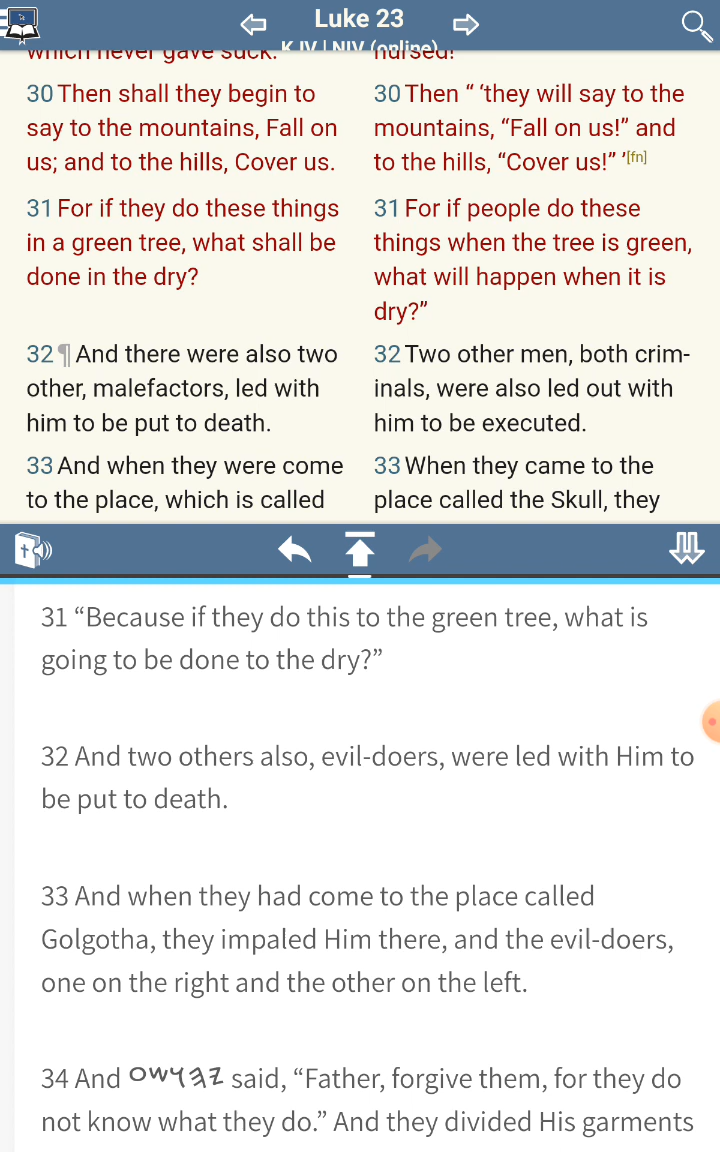 Luke 23
KJV | NIV (online)
which never gave suck.
30 Then shall they begin to
say to the mountains, Fall on
us; and to the hills, Cover us.
31 For if they do these things
in a green tree, what shall be
done in the dry?
32 ¶ And there were also two
other, malefactors, led with
him to be put to death.
33 And when they were come
to the place, which is called
nursed!
30 Then “ ‘they will say to the
mountains, “Fall on us!” and
to the hills, “Cover us!” ’[fn]
31 For if people do these
things when the tree is green,
what will happen when it is
dry?”
32 Two other men, both crim-
inals, were also led out with
him to be executed.
33 When they came to the
place called the Skull, they
31 “Because if they do this to the green tree, what is
going to be done to the dry?”
32 And two others also, evil-doers, were led with Him to
be put to death.
33 And when they had come to the place called
Golgotha, they impaled Him there, and the evil-doers,
one on the right and the other on the left.
34 And 𐤉𐤄𐤅𐤔𐤏 said, “Father, forgive them, for they do
not know what they do.” And they divided His garments